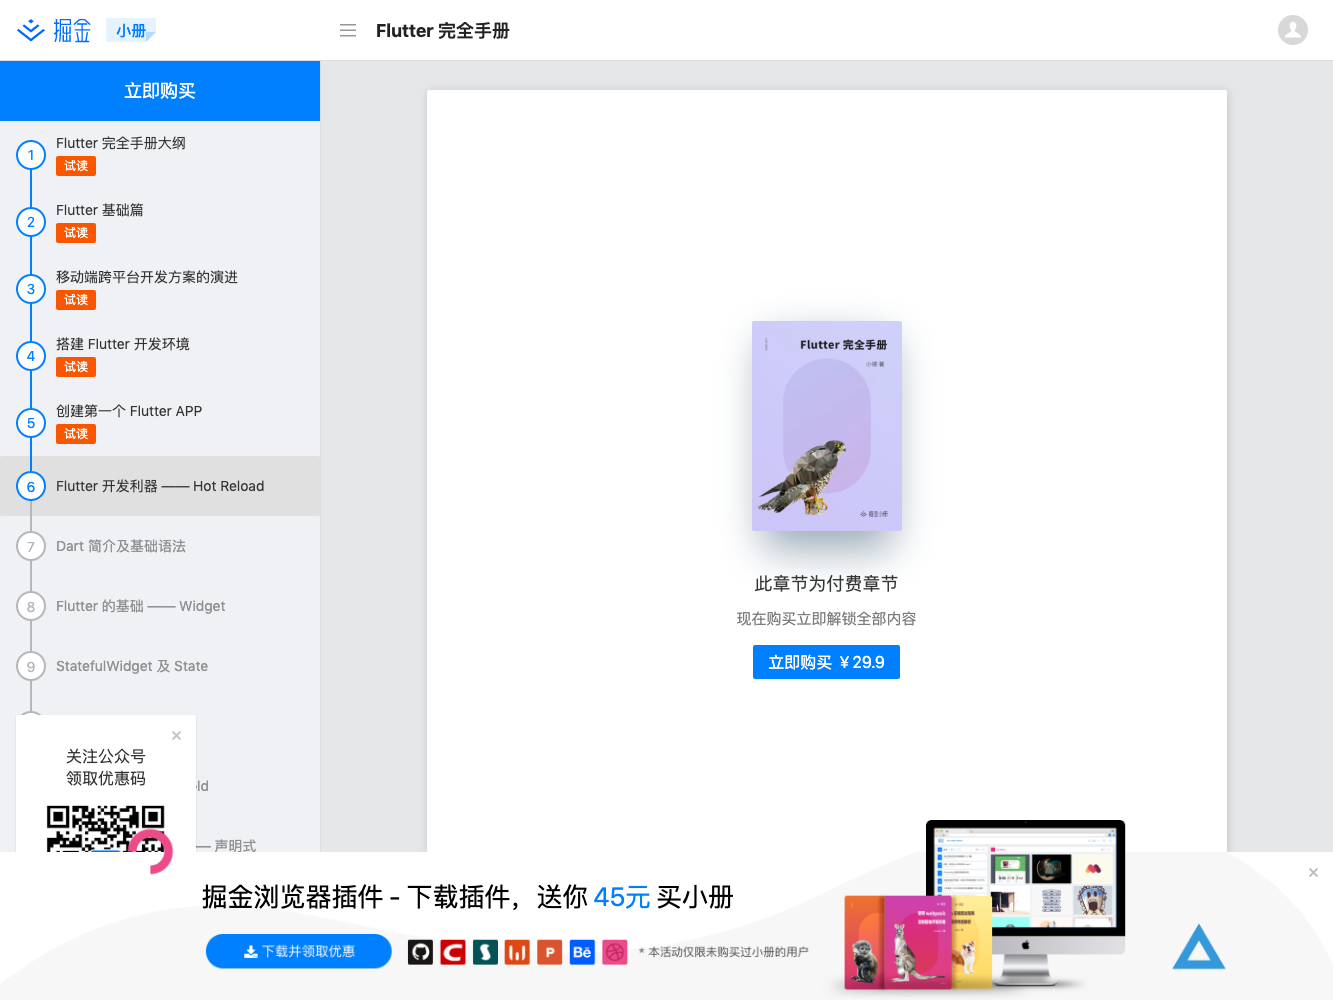 掘金
小册
Flutter 完全手册
立即购买
1
Flutter 完全手册大纲
试读
2
Flutter 基础篇
试读
3
移动端跨平台开发方案的演进
试读
4
搭建 Flutter 开发环境
试读
5
创建第一个 Flutter APP
试读
6
Flutter 开发利器 —— Hot Reload
7
Dart 简介及基础语法
8
Flutter 的基础 —— Widget
9
StatefulWidget 及 State
关注公众号
领取优惠码
— 声明式
Flutter 完全手册
掘金小册
此章节为付费章节
现在购买立即解锁全部内容
立即购买 ￥29.9
掘金浏览器插件 - 下载插件，送你 45元 买小册
下载并领取优惠
P
Bē
* 本活动仅限未购买过小册的用户